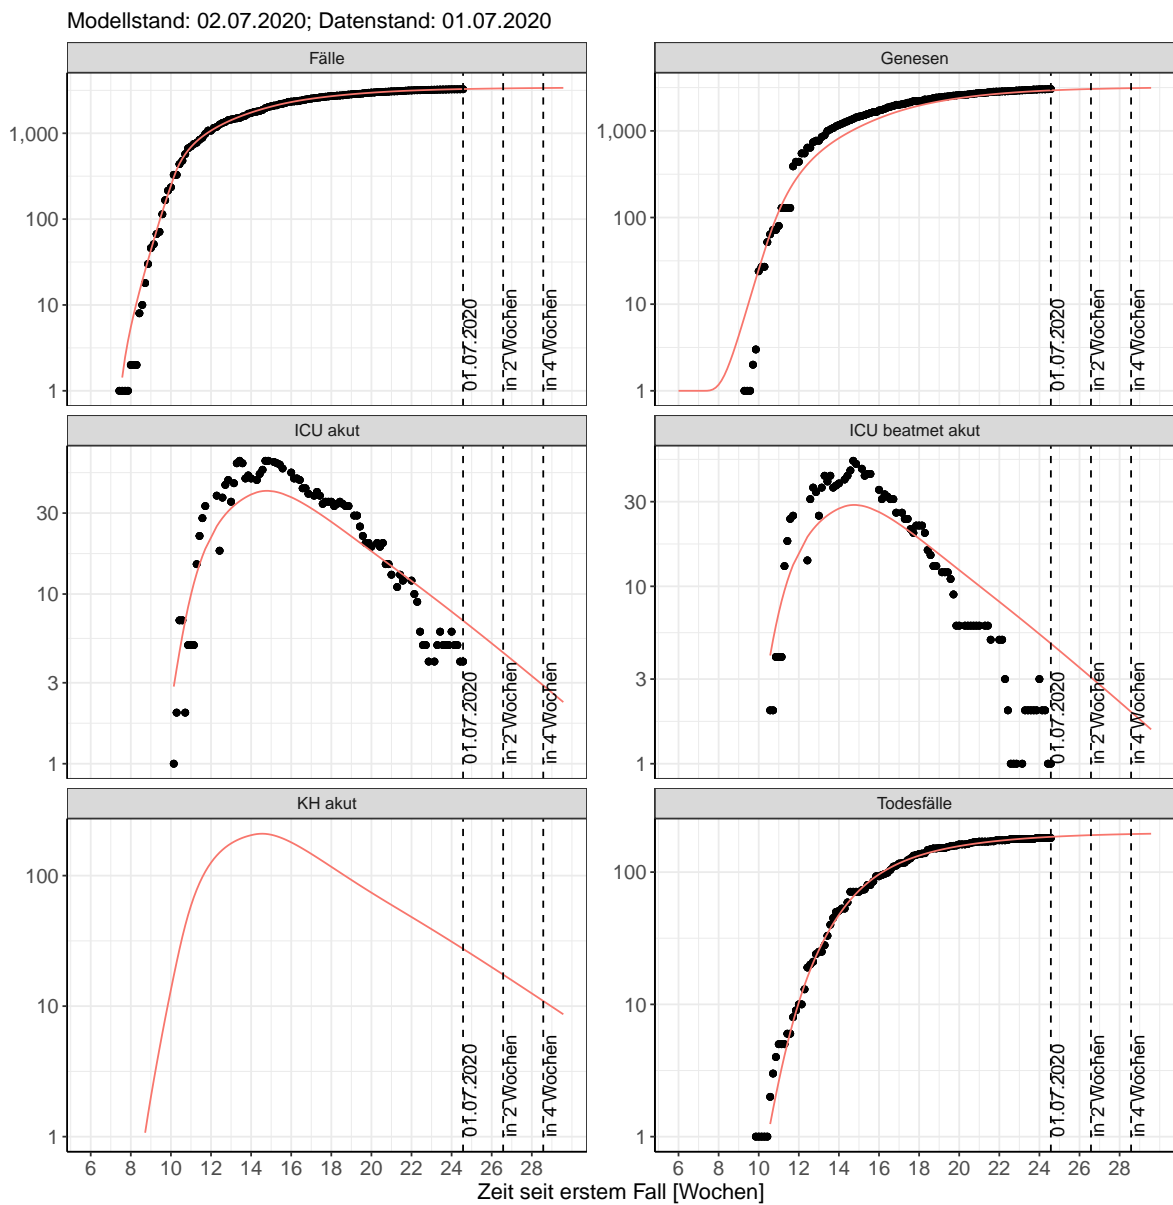 Modellstand: 02.07.2020; Datenstand: 01.07.2020
Fälle
Genesen
1,000
100
10
1
01.07.2020
in 2 Wochen
in 4 Wochen
1,000
100
10
1
01.07.2020
in 2 Wochen
in 4 Wochen
ICU akut
ICU beatmet akut
30
10
3
1
01.07.2020
in 2 Wochen
in 4 Wochen
30
10
3
1
01.07.2020
in 2 Wochen
in 4 Wochen
KH akut
Todesfälle
100
10
1
01.07.2020
in 2 Wochen
in 4 Wochen
100
10
1
01.07.2020
in 2 Wochen
in 4 Wochen
6 8 10 12 14 16 18 20 22 24 26 28
6 8 10 12 14 16 18 20 22 24 26 28
Zeit seit erstem Fall [Wochen]